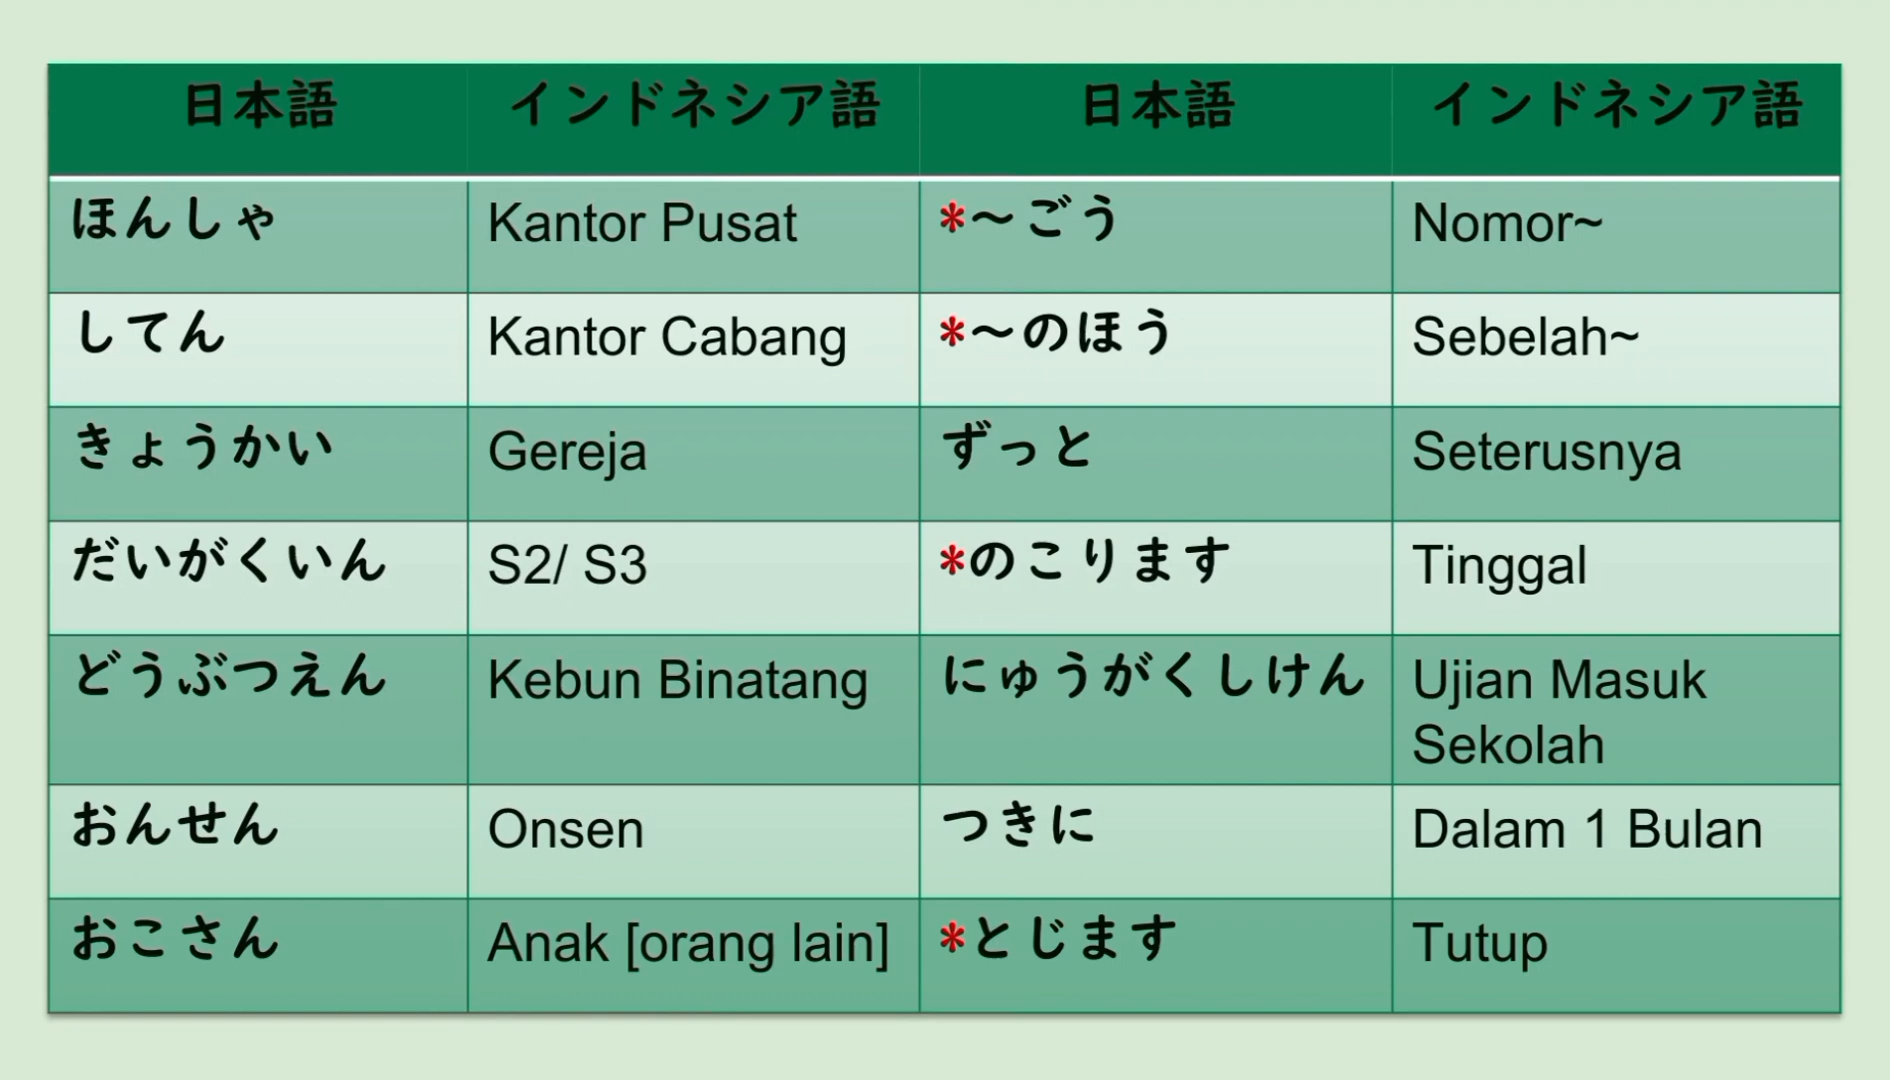 日本語 インドネシア語 日本語 インドネシア語
ほんしゃ Kantor Pusat *～ごう Nomor~
してん Kantor Cabang *～のほう Sebelah~
きょうかい Gereja ずっと Seterusnya
だいがくいん S2/ S3 *のこります Tinggal
どうぶつえん Kebun Binatang にゅうがくしけん Ujian Masuk
Sekolah
おんせん Onsen つきに Dalam 1 Bulan
おこさん Anak [orang lain] *とじます Tutup